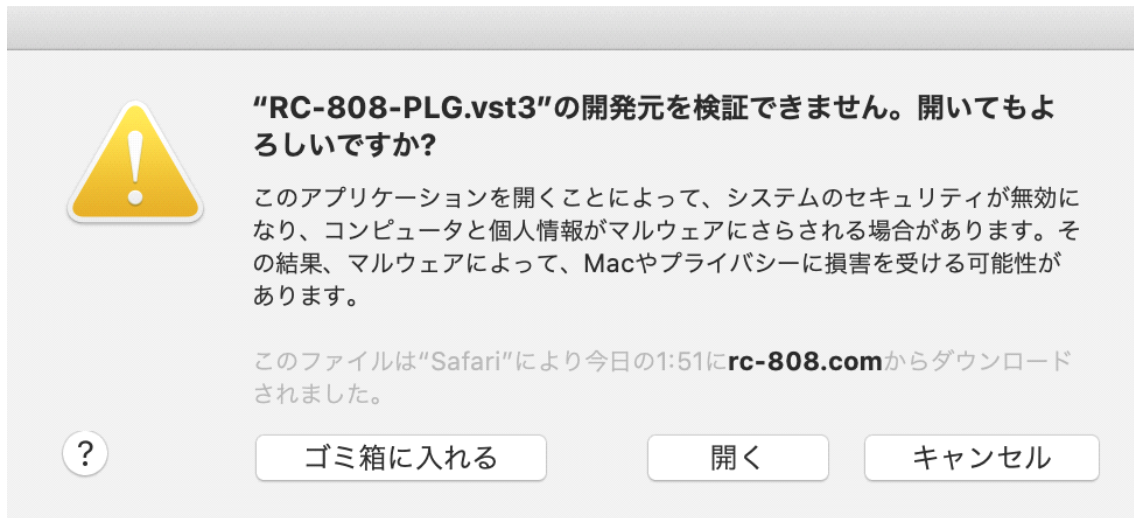 “RC-808-PLG.vst3”の開発元を検証できません。開いてもよ
ろしいですか?
このアプリケーションを開くことによって、システムのセキュリティが無効に
なり、コンピュータと個人情報がマルウェアにさらされる場合があります。そ
の結果、マルウェアによって、Macやプライバシーに損害を受ける可能性が
あります。
このファイルは“Safari”により今日の1:51にrc-808.comからダウンロード
されました。
? ゴミ箱に入れる 開く キャンセル